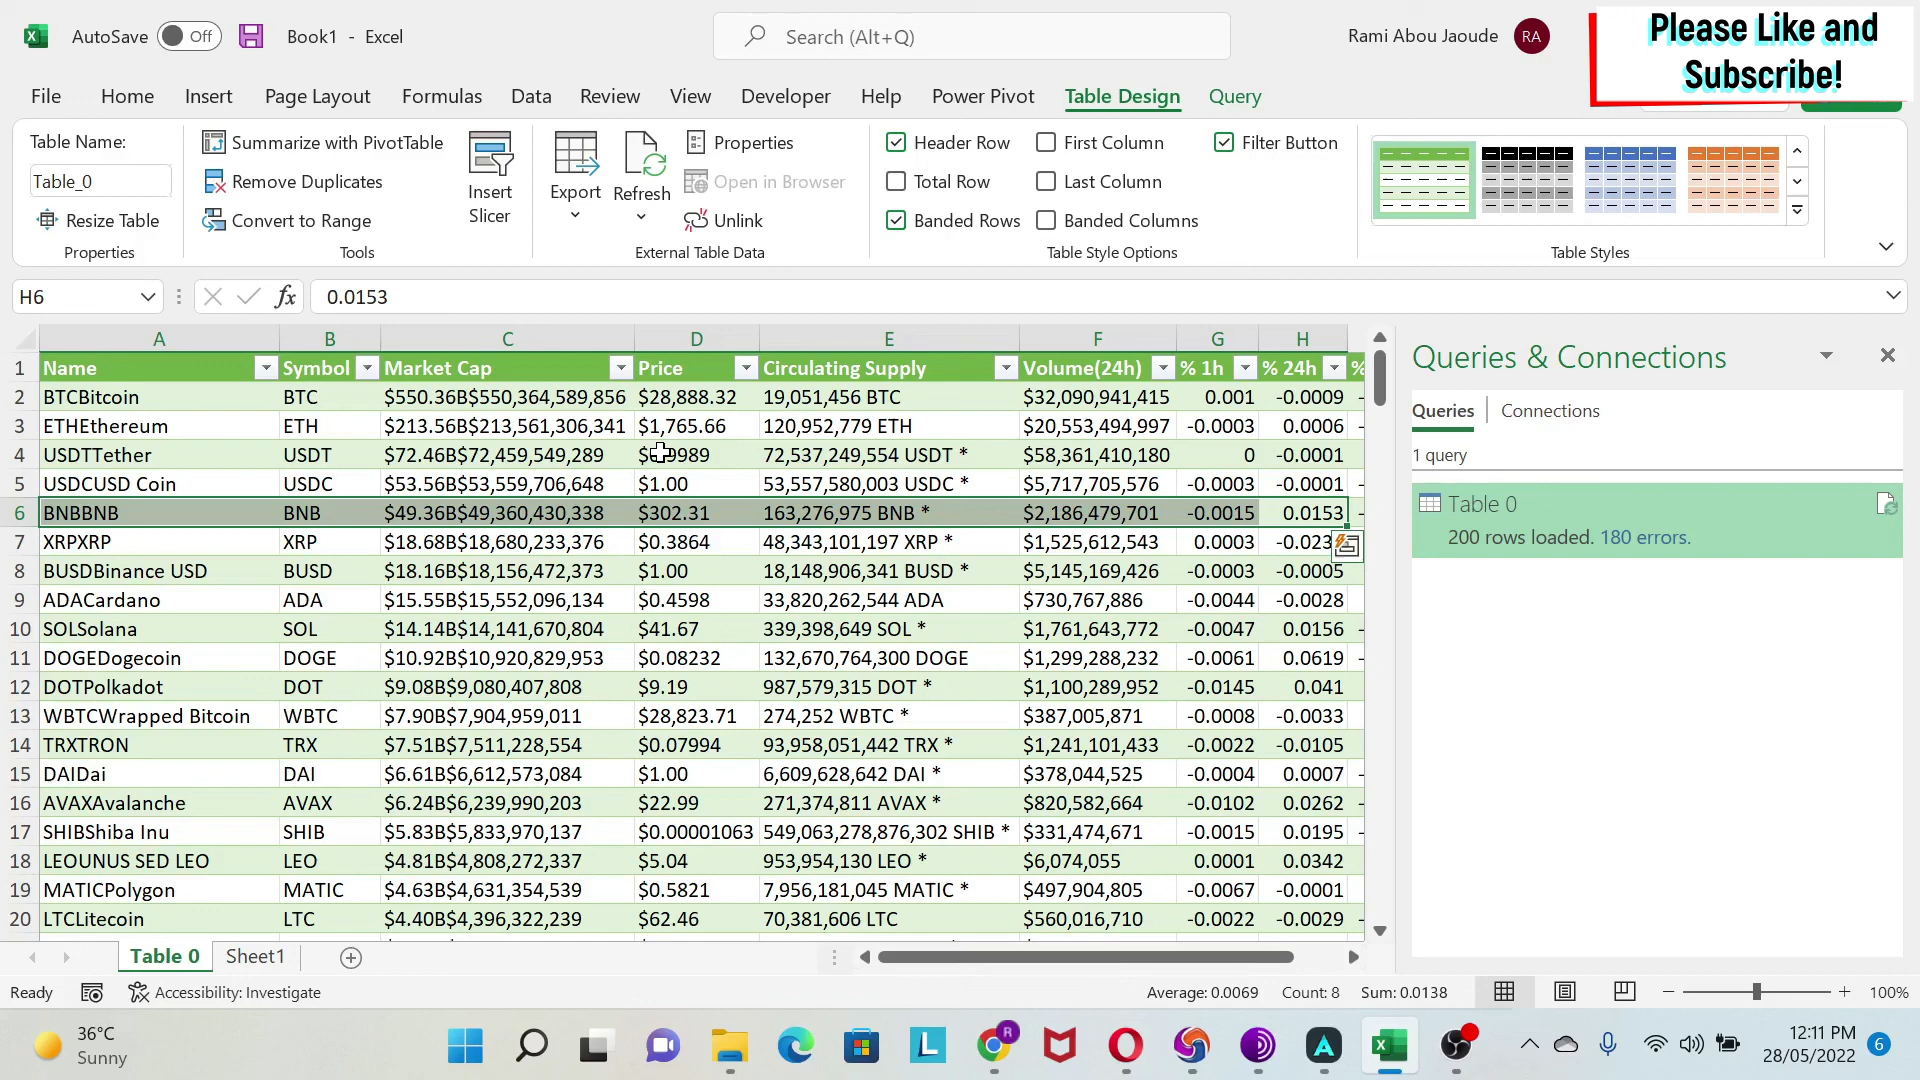 AutoSave Off Book1 - Excel Search (Alt+Q) Rami Abou Jaoude RA
Please Like and
Subscribe!
File Home Insert Page Layout Formulas Data Review View Developer Help Power Pivot Table Design Query
Table Name:
Table_0
Resize Table
Properties
Summarize with PivotTable
Remove Duplicates
Convert to Range
Tools
Insert
Slicer
Export
Refresh
Properties
Open in Browser
Unlink
External Table Data
Header Row First Column Filter Button
Total Row Last Column
Banded Rows Banded Columns
Table Style Options
Table Styles
H6 fx 0.0153
A B C D E F G H
1 Name Symbol Market Cap Price Circulating Supply Volume(24h) % 1h % 24h %
2 BTCBitcoin BTC $550.36B$550,364,589,856 $28,888.32 19,051,456 BTC $32,090,941,415 0.001 -0.0009 -
3 ETHEthereum ETH $213.56B$213,561,306,341 $1,765.66 120,952,779 ETH $20,553,494,997 -0.0003 0.0006 -
4 USDTTether USDT $72.46B$72,459,549,289 72,537,249,554 USDT * $58,361,410,180 0 -0.0001
5 USDCUSD Coin USDC $53.56B$53,559,706,648 $1.00 53,557,580,003 USDC * $5,717,705,576 -0.0003 -0.0001 -
6 BNBBNB BNB $49.36B$49,360,430,338 $302.31 163,276,975 BNB * $2,186,479,701 -0.0015 0.0153 -
7 XRPXRP XRP $18.68B$18,680,233,376 $0.3864 48,343,101,197 XRP * $1,525,612,543 0.0003
8 BUSDBinance USD BUSD $18.16B$18,156,472,373 $1.00 18,148,906,341 BUSD * $5,145,169,426 -0.0003 -0.0005
9 ADACardano ADA $15.55B$15,552,096,134 $0.4598 33,820,262,544 ADA $730,767,886 -0.0044 -0.0028 -
10 SOLSolana SOL $14.14B$14,141,670,804 $41.67 339,398,649 SOL * $1,761,643,772 -0.0047 0.0156 -
11 DOGEDogecoin DOGE $10.92B$10,920,829,953 $0.08232 132,670,764,300 DOGE $1,299,288,232 -0.0061 0.0619 -
12 DOTPolkadot DOT $9.08B$9,080,407,808 $9.19 987,579,315 DOT * $1,100,289,952 -0.0145 0.041
13 WBTCWrapped Bitcoin WBTC $7.90B$7,904,959,011 $28,823.71 274,252 WBTC * $387,005,871 -0.0008 -0.0033 -
14 TRXTRON TRX $7.51B$7,511,228,554 $0.07994 93,958,051,442 TRX * $1,241,101,433 -0.0022 -0.0105
15 DAIDai DAI $6.61B$6,612,573,084 $1.00 6,609,628,642 DAI * $378,044,525 -0.0004 0.0007 -
16 AVAXAvalanche AVAX $6.24B$6,239,990,203 $22.99 271,374,811 AVAX * $820,582,664 -0.0102 0.0262 -
17 SHIBShiba Inu SHIB $5.83B$5,833,970,137 $0.00001063 549,063,278,876,302 SHIB * $331,474,671 -0.0015 0.0195 -
18 LEOUNUS SED LEO LEO $4.81B$4,808,272,337 $5.04 953,954,130 LEO * $6,074,055 0.0001 0.0342
19 MATICPolygon MATIC $4.63B$4,631,354,539 $0.5821 7,956,181,045 MATIC * $497,904,805 -0.0067 -0.0001 -
20 LTCLitecoin LTC $4.40B$4,396,322,239 $62.46 70,381,606 LTC $560,016,710 -0.0022 -0.0029 -
Queries & Connections
Queries Connections
1 query
Table 0
200 rows loaded. 180 errors.
Table 0 Sheet1
Ready Accessibility: Investigate Average: 0.0069 Count: 8 Sum: 0.0138 100%
36°C
Sunny
R
L
12:11 PM
28/05/2022
6